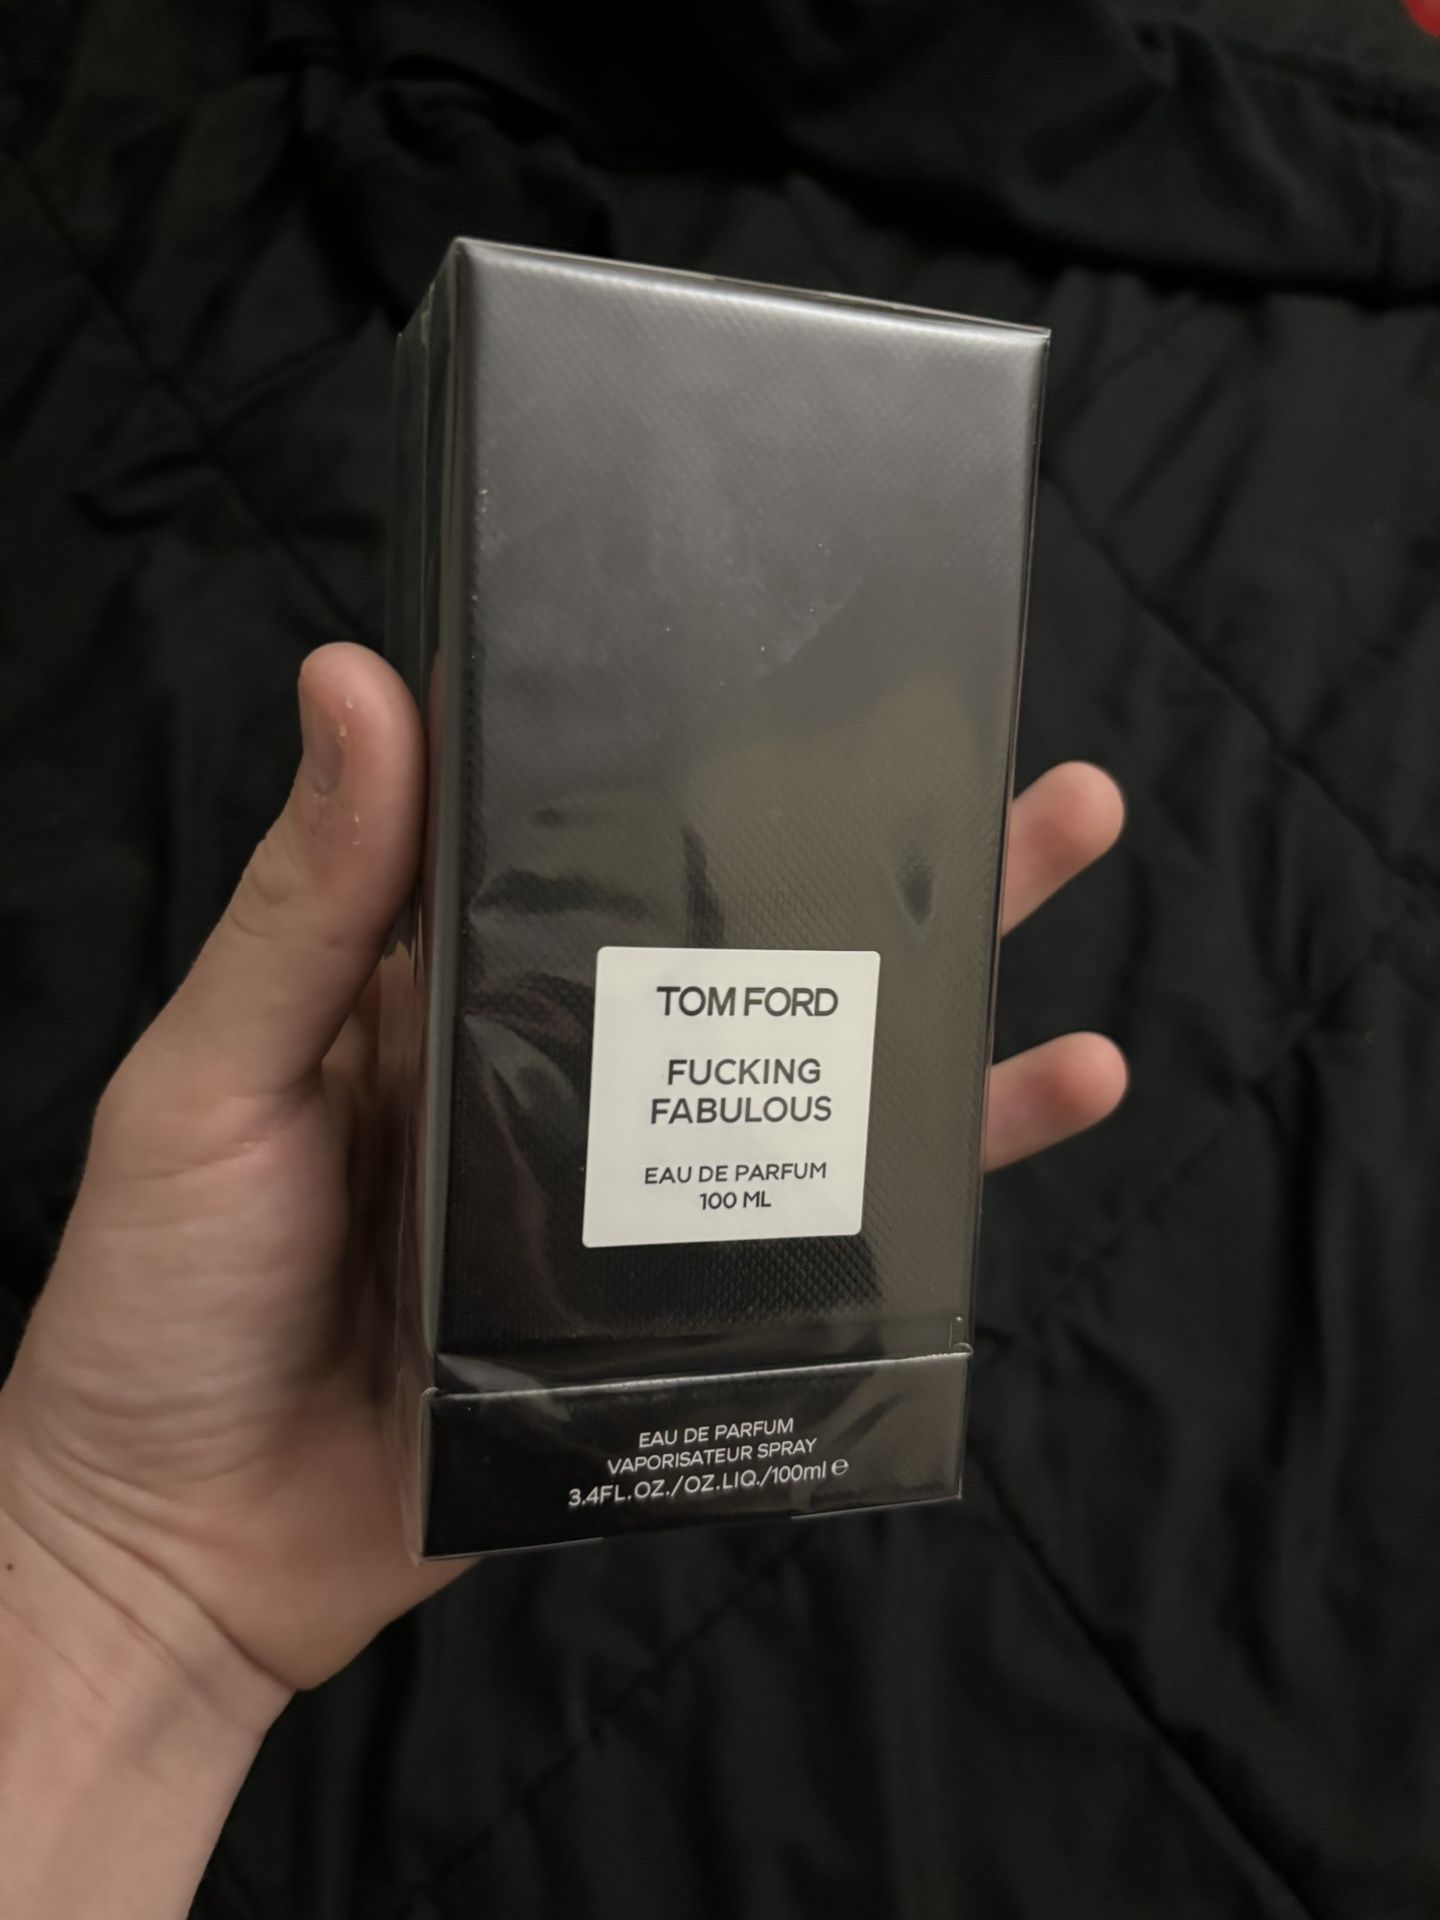 TOM FORD
FUCKING
FABULOUS
EAU DE PARFUM
100 ML
EAU DE PARFUM
VAPORISATEUR SPRAY
3.4FL.OZ./OZ.LIQ./100ml ℮